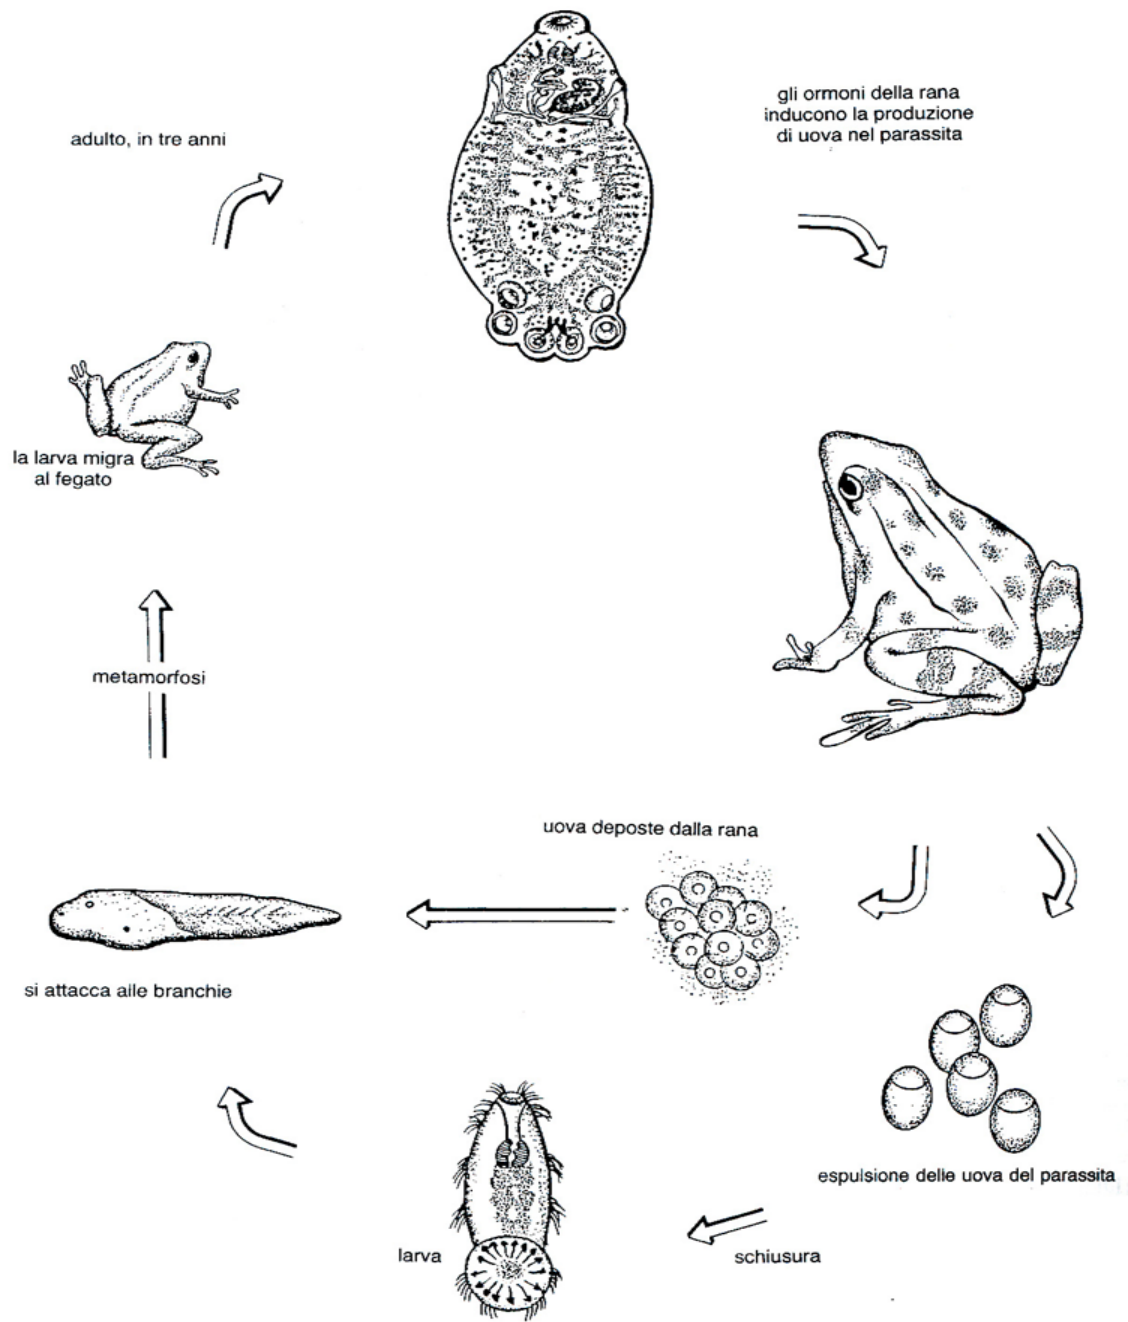 gli ormoni della rana
inducono la produzione
di uova nel parassita
adulto, in tre anni
la larva migra
al fegato
metamorfosi
uova deposte dalla rana
si attacca alle branchie
espulsione delle uova del parassita
larva
schiusura